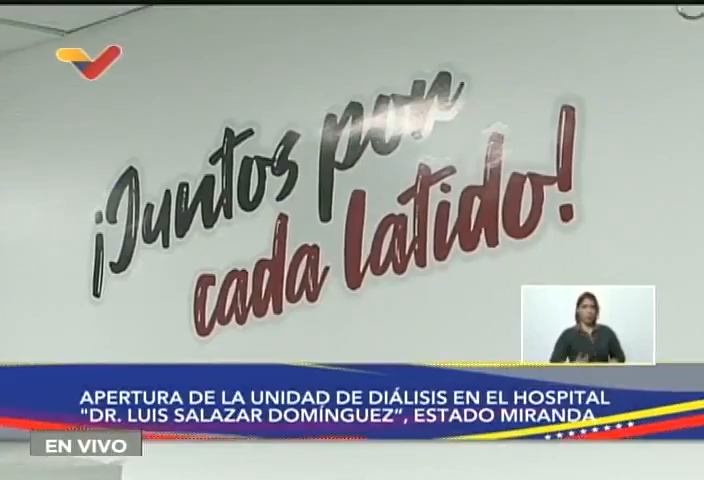 ¡Juntos por
cada latido!
APERTURA DE LA UNIDAD DE DIÁLISIS EN EL HOSPITAL
"DR. LUIS SALAZAR DOMÍNGUEZ", ESTADO MIRANDA
EN VIVO